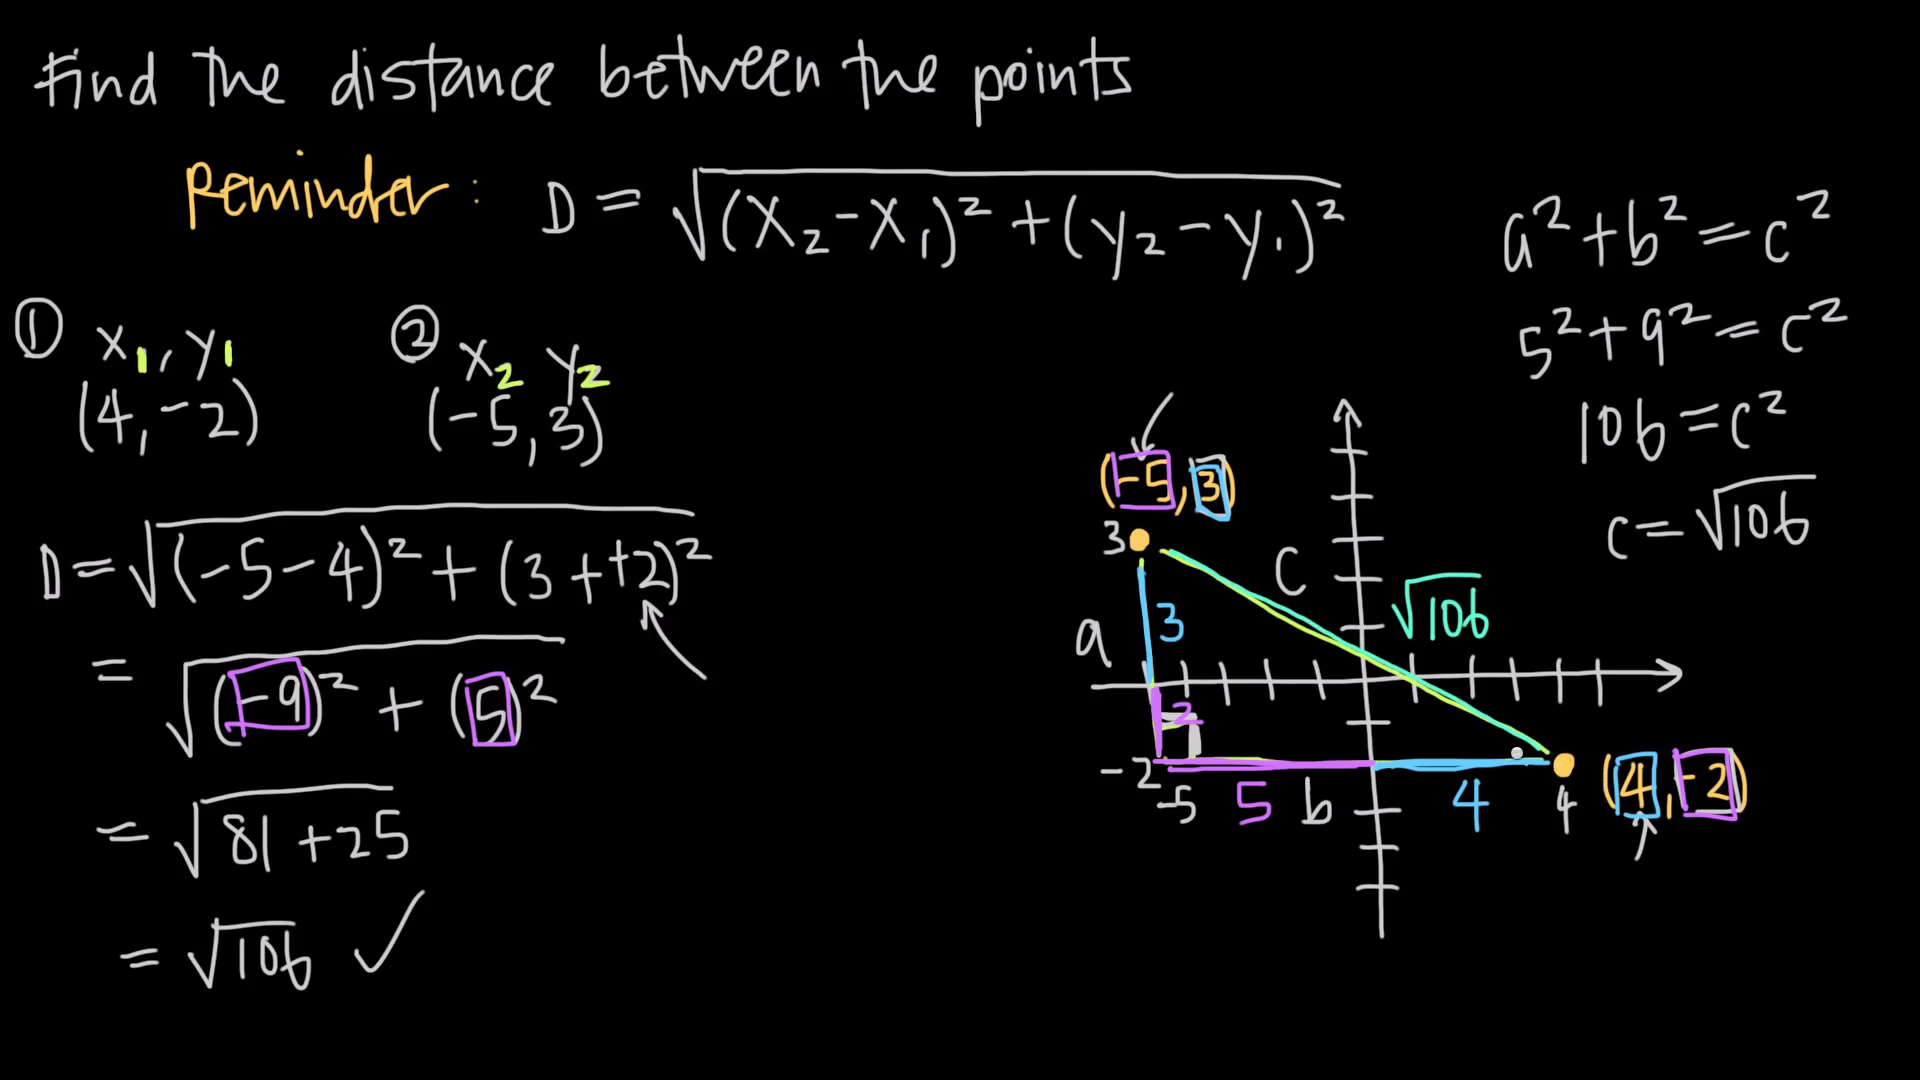 Find the distance between the points
Reminder: D = √(x₂-x₁)² + (y₂-y₁)²
① x₁, y₁
(4, -2)
② x₂ y₂
(-5, 3)
D = √(-5-4)² + (3 + +2)²
= √(-9)² + (5)²
= √81 + 25
= √106 ✓
a² + b² = c²
5² + 9² = c²
106 = c²
c = √106
(-5, 3)
3
C
√106
3
a
2
-2
-5
5
b
4
4
(4, -2)